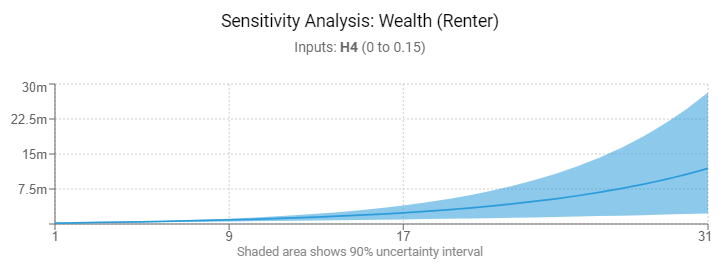 Sensitivity Analysis: Wealth (Renter)
Inputs: H4 (0 to 0.15)
30m
22.5m
15m
7.5m
1 9 17 31
Shaded area shows 90% uncertainty interval